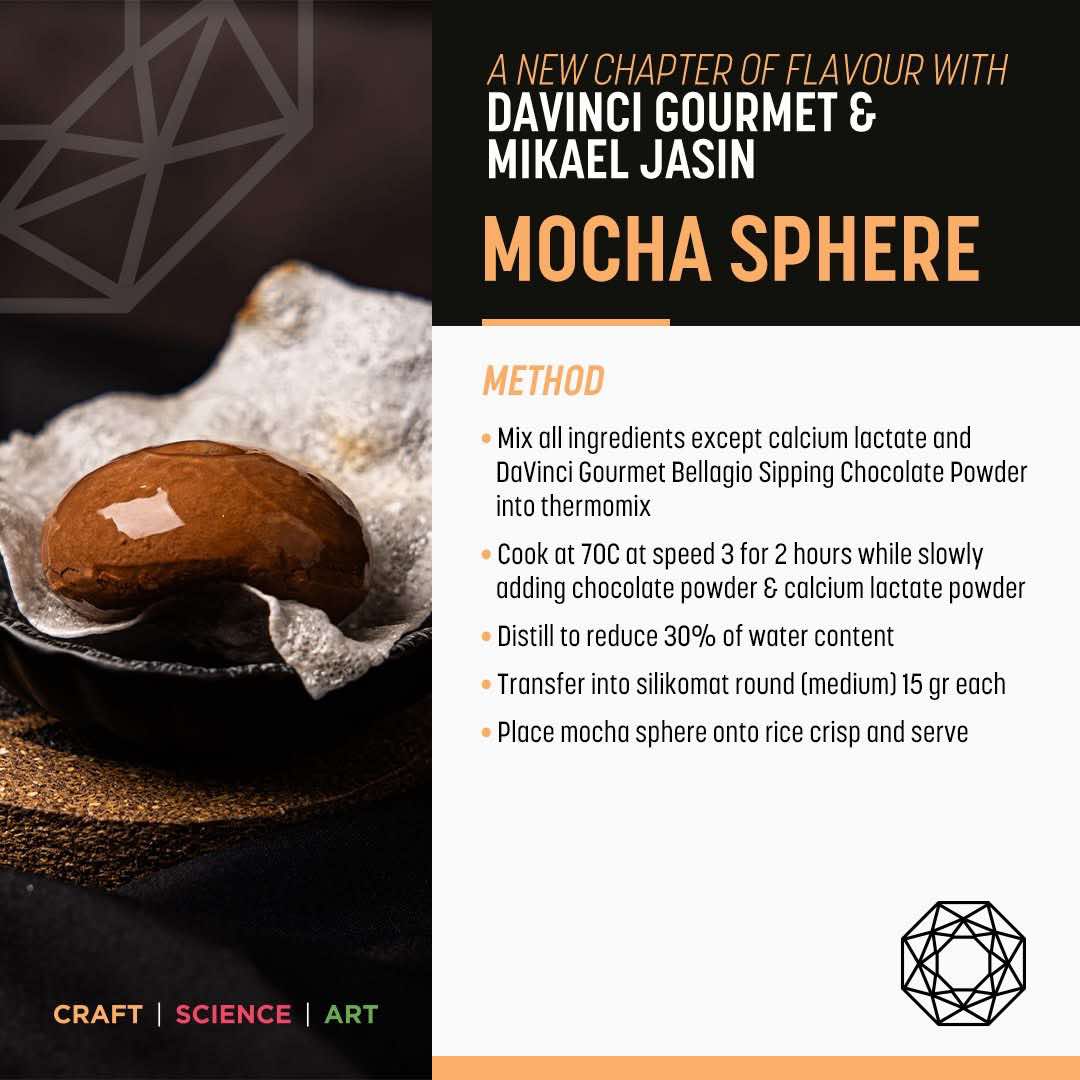 A NEW CHAPTER OF FLAVOUR WITH
DAVINCI GOURMET &
MIKAEL JASIN
MOCHA SPHERE
METHOD
• Mix all ingredients except calcium lactate and
DaVinci Gourmet Bellagio Sipping Chocolate Powder
into thermomix
• Cook at 70C at speed 3 for 2 hours while slowly
adding chocolate powder & calcium lactate powder
• Distill to reduce 30% of water content
• Transfer into silikomat round (medium) 15 gr each
• Place mocha sphere onto rice crisp and serve
CRAFT | SCIENCE | ART